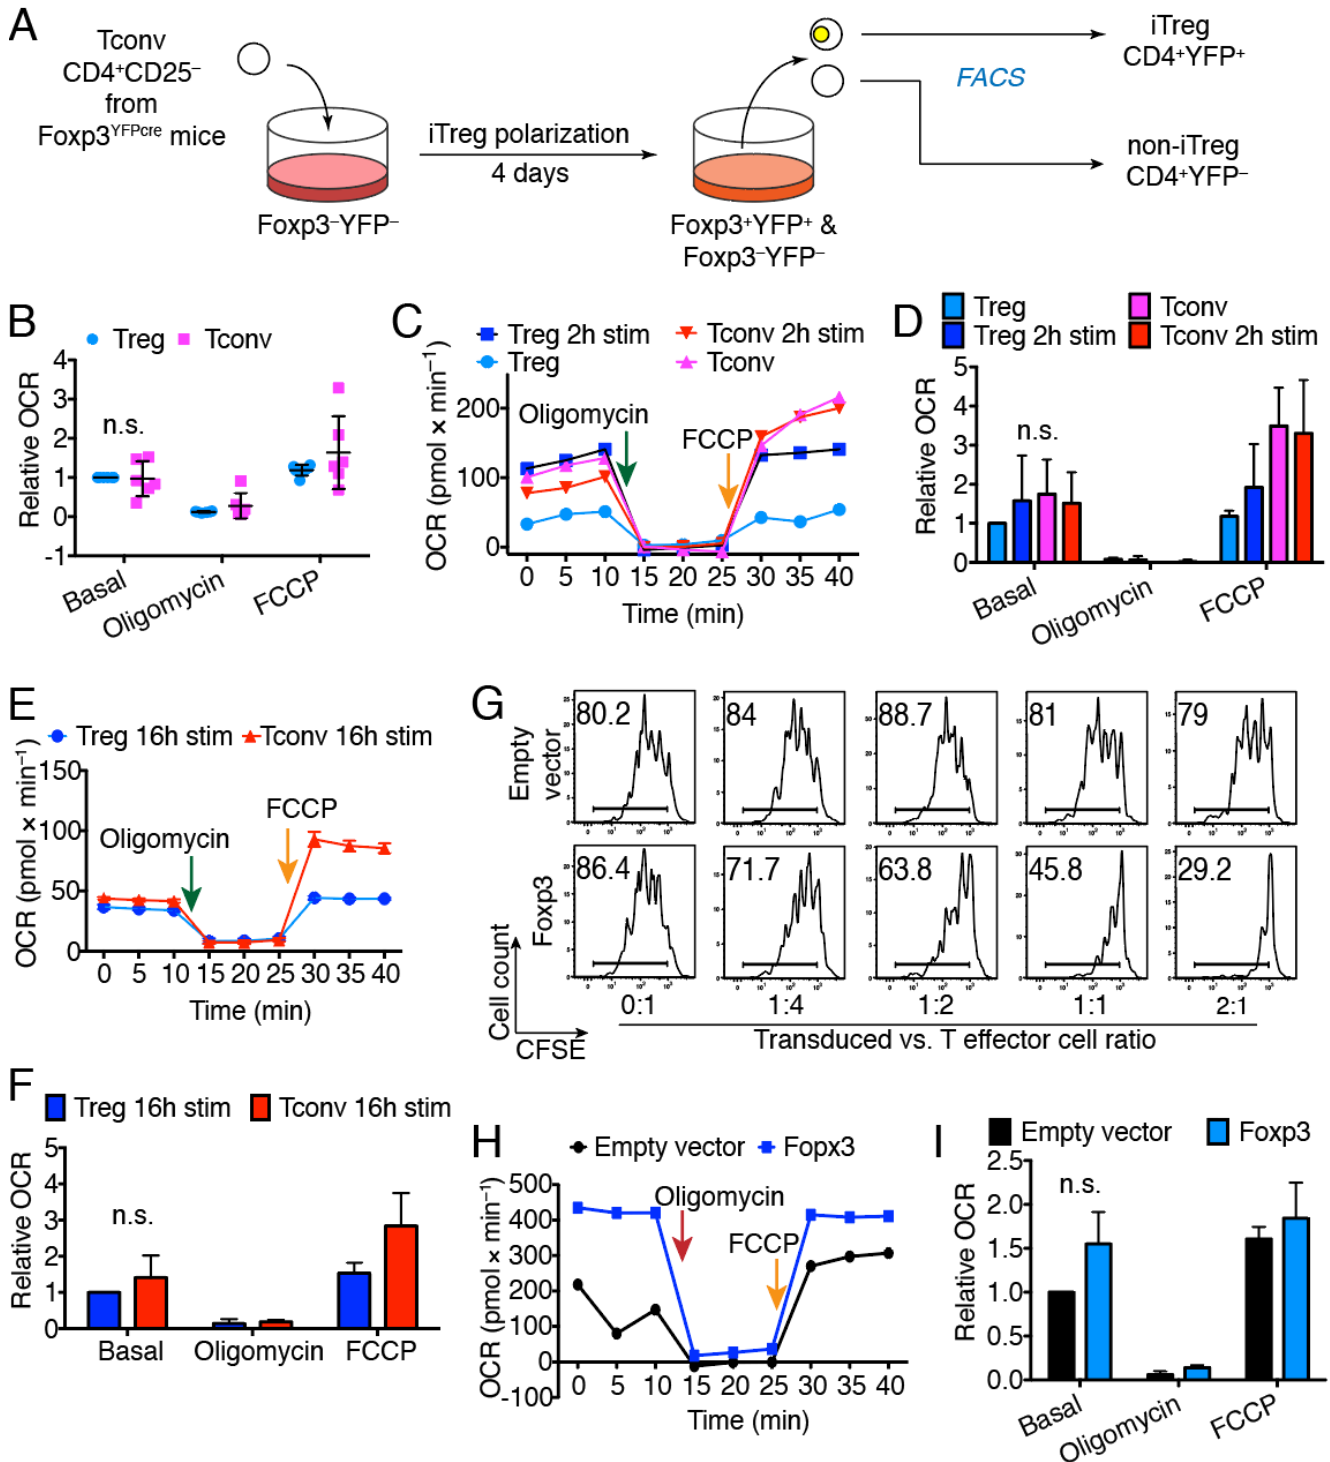 A
Tconv
CD4+CD25–
from
Foxp3YFPcre mice
Foxp3–YFP–
iTreg polarization
4 days
Foxp3+YFP+ &
Foxp3–YFP–
FACS
iTreg
CD4+YFP+
non-iTreg
CD4+YFP–
B
Treg Tconv
Relative OCR
4
3
2
1
0
-1
n.s.
Basal
Oligomycin
FCCP
C
Treg 2h stim Tconv 2h stim
Treg Tconv
OCR (pmol × min–1)
200
100
0
Oligomycin
FCCP
0 5 10 15 20 25 30 35 40
Time (min)
D
Treg Tconv
Treg 2h stim Tconv 2h stim
Relative OCR
5
4
3
2
1
0
n.s.
Basal
Oligomycin
FCCP
E
Treg 16h stim Tconv 16h stim
OCR (pmol × min–1)
150
100
50
0
Oligomycin
FCCP
0 5 10 15 20 25 30 35 40
Time (min)
F
Treg 16h stim Tconv 16h stim
Relative OCR
5
4
3
2
1
0
n.s.
Basal Oligomycin FCCP
G
Empty
vector
80.2 84 88.7 81 79
Foxp3
86.4 71.7 63.8 45.8 29.2
Cell count
CFSE
0:1 1:4 1:2 1:1 2:1
Transduced vs. T effector cell ratio
H
Empty vector Fopx3
OCR (pmol × min–1)
500
400
300
200
100
0
-100
Oligomycin
FCCP
0 5 10 15 20 25 30 35 40
Time (min)
I
Empty vector Foxp3
Relative OCR
2.5
2.0
1.5
1.0
0.5
0.0
n.s.
Basal
Oligomycin
FCCP